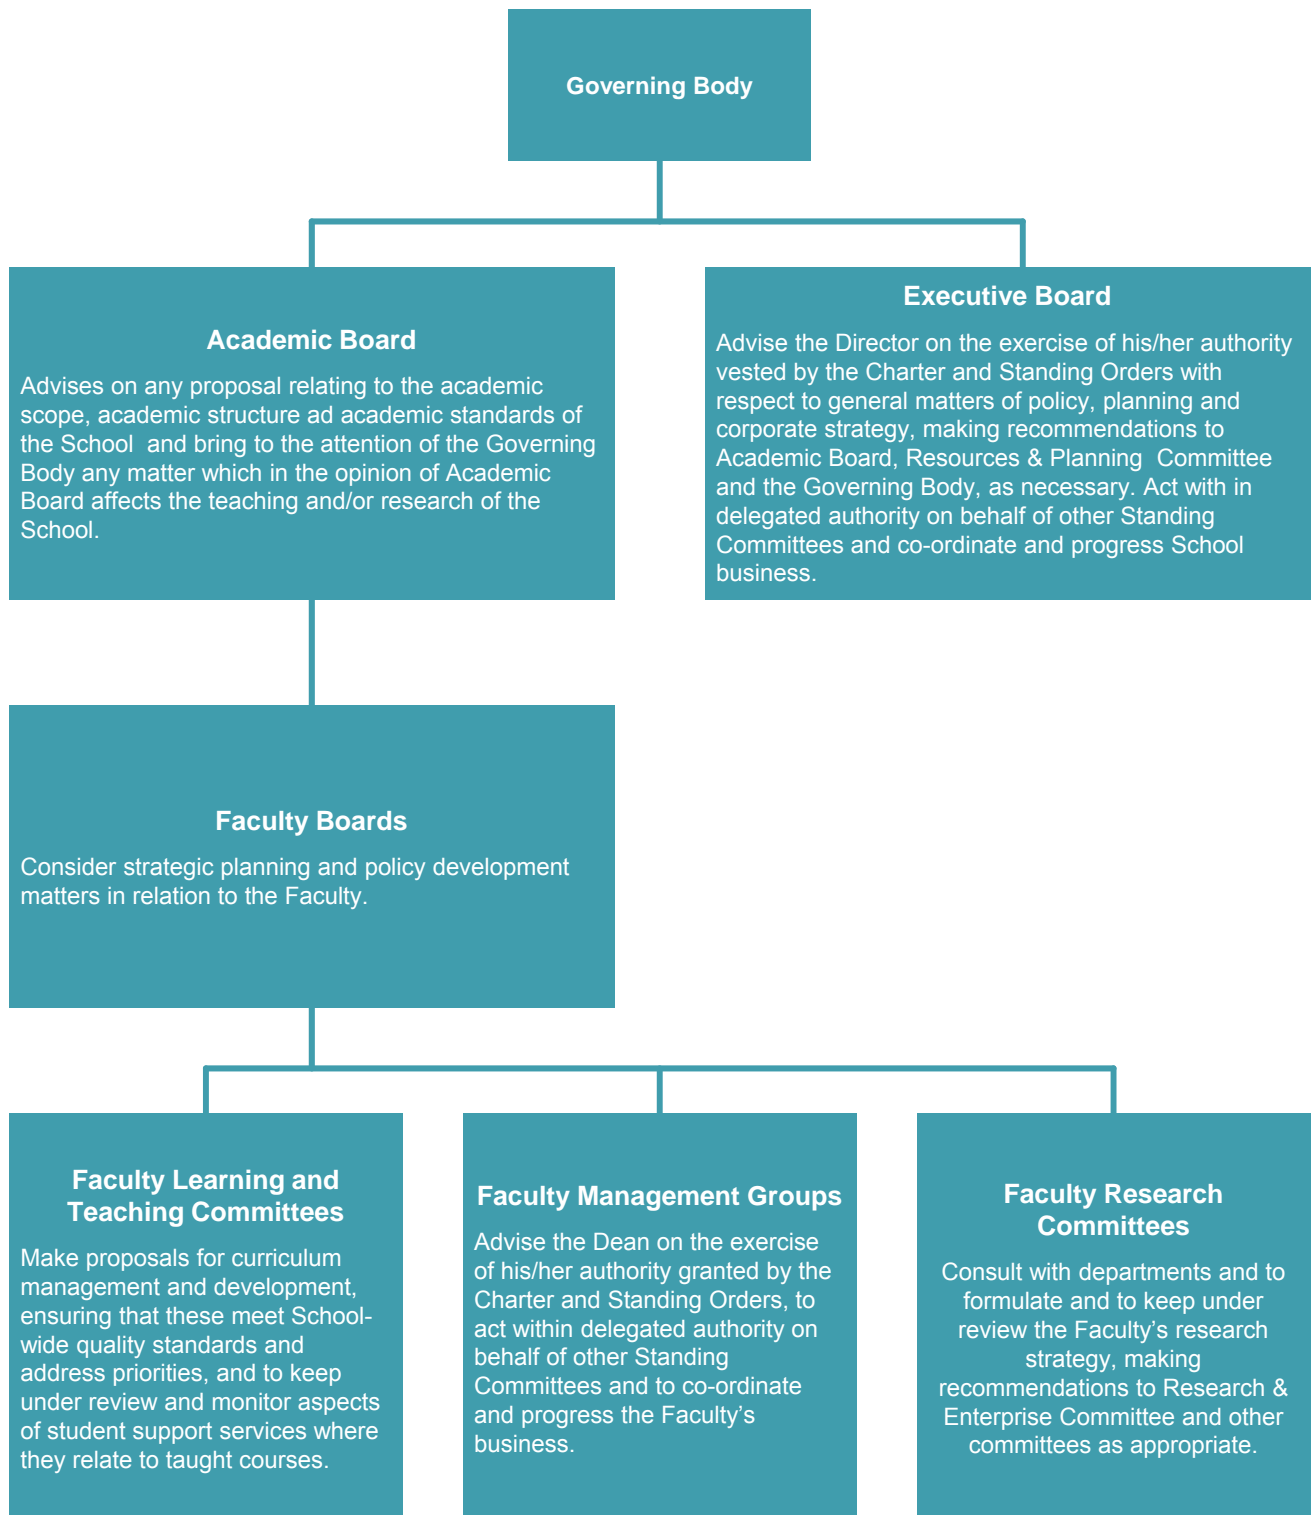 Governing Body
Academic Board
Advises on any proposal relating to the academic
scope, academic structure ad academic standards of
the School  and bring to the attention of the Governing
Body any matter which in the opinion of Academic
Board affects the teaching and/or research of the
School.
Executive Board
Advise the Director on the exercise of his/her authority
vested by the Charter and Standing Orders with
respect to general matters of policy, planning and
corporate strategy, making recommendations to
Academic Board, Resources & Planning  Committee
and the Governing Body, as necessary. Act with in
delegated authority on behalf of other Standing
Committees and co-ordinate and progress School
business.
Faculty Boards
Consider strategic planning and policy development
matters in relation to the Faculty.
Faculty Learning and
Teaching Committees
Make proposals for curriculum
management and development,
ensuring that these meet School-
wide quality standards and
address priorities, and to keep
under review and monitor aspects
of student support services where
they relate to taught courses.
Faculty Management Groups
Advise the Dean on the exercise
of his/her authority granted by the
Charter and Standing Orders, to
act within delegated authority on
behalf of other Standing
Committees and to co-ordinate
and progress the Faculty's
business.
Faculty Research
Committees
Consult with departments and to
formulate and to keep under
review the Faculty's research
strategy, making
recommendations to Research &
Enterprise Committee and other
committees as appropriate.